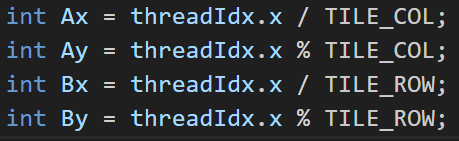 int Ax = threadIdx.x / TILE_COL;
int Ay = threadIdx.x % TILE_COL;
int Bx = threadIdx.x / TILE_ROW;
int By = threadIdx.x % TILE_ROW;